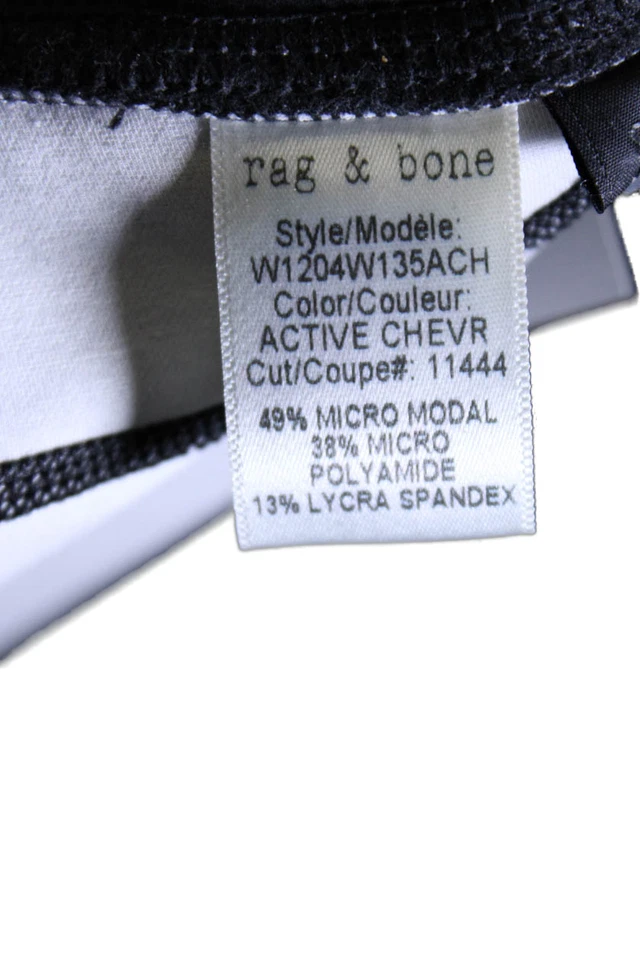 rag & bone
Style/Modèle:
W1204W135ACH
Color/Couleur:
ACTIVE CHEVR
Cut/Coupe#: 11444
49% MICRO MODAL
38% MICRO
POLYAMIDE
13% LYCRA SPANDEX